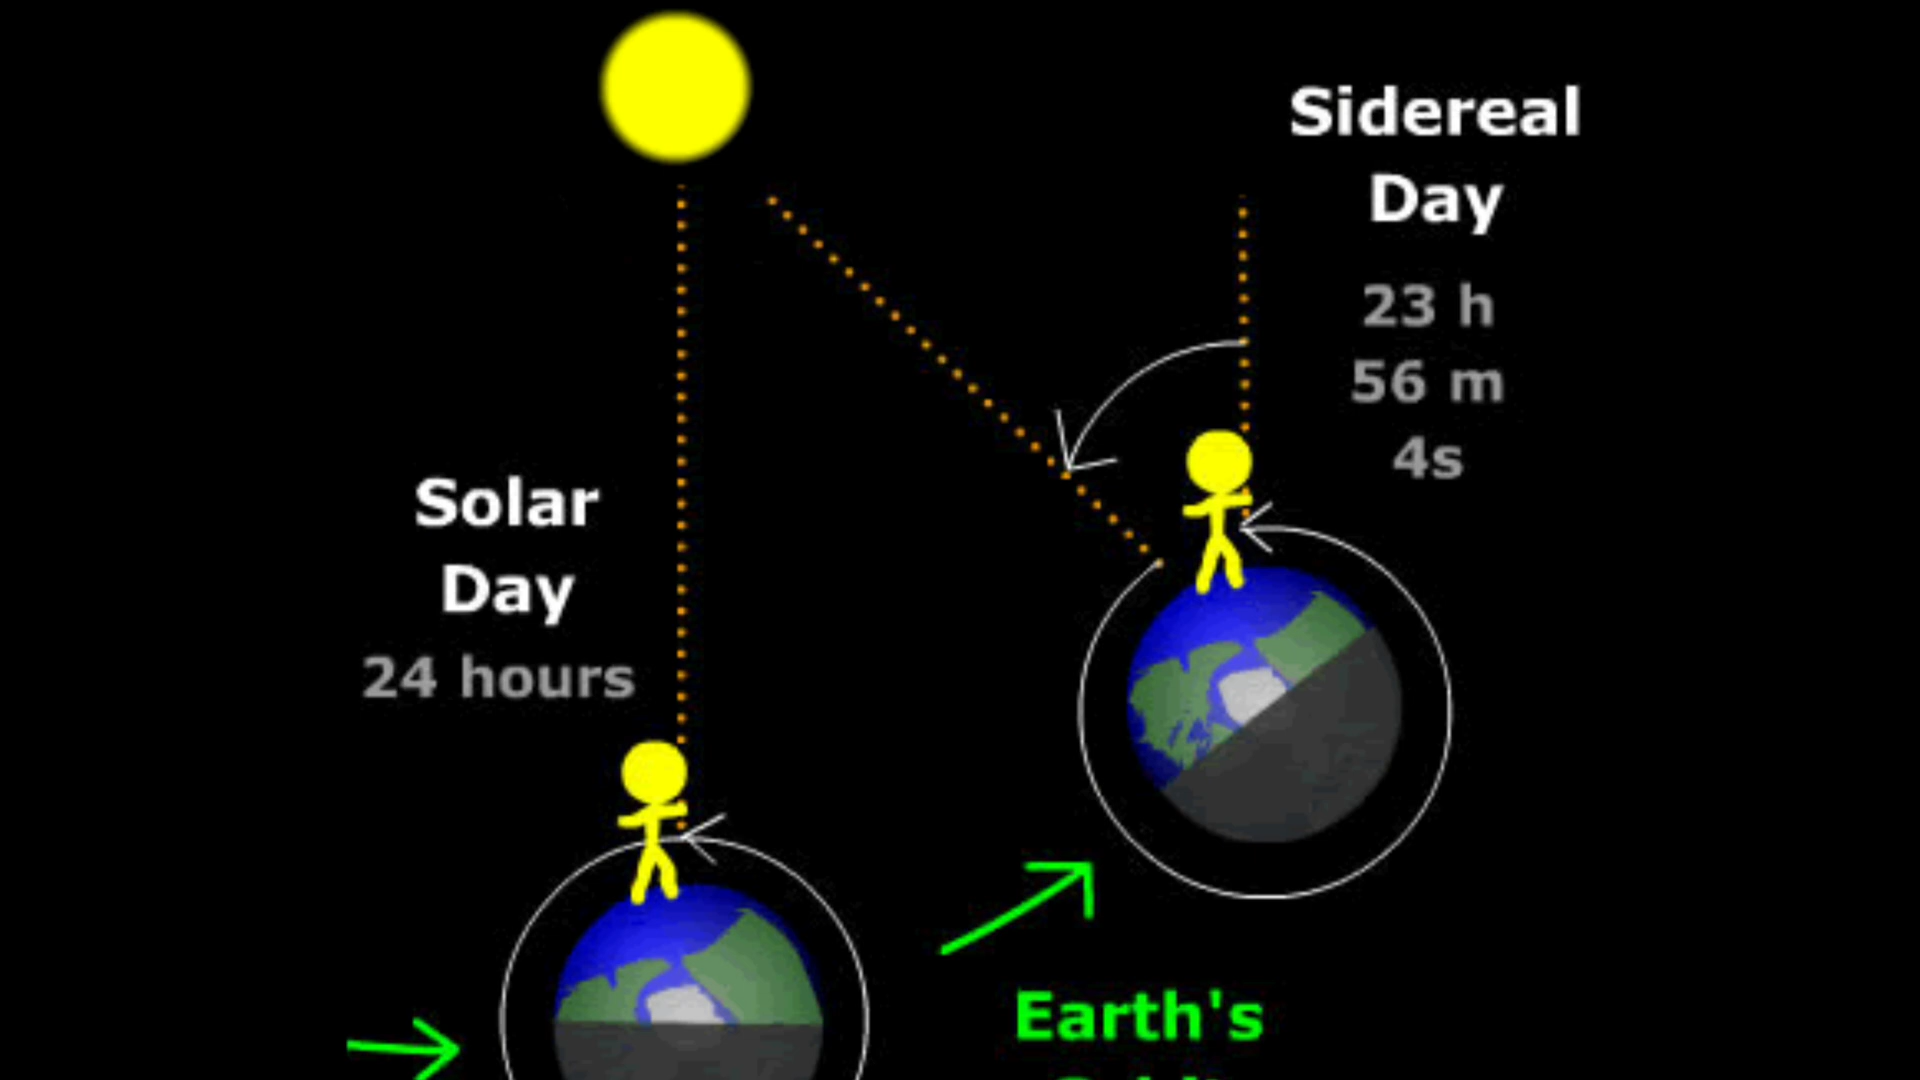 Sidereal
Day
23 h
56 m
4s
Solar
Day
24 hours
Earth's